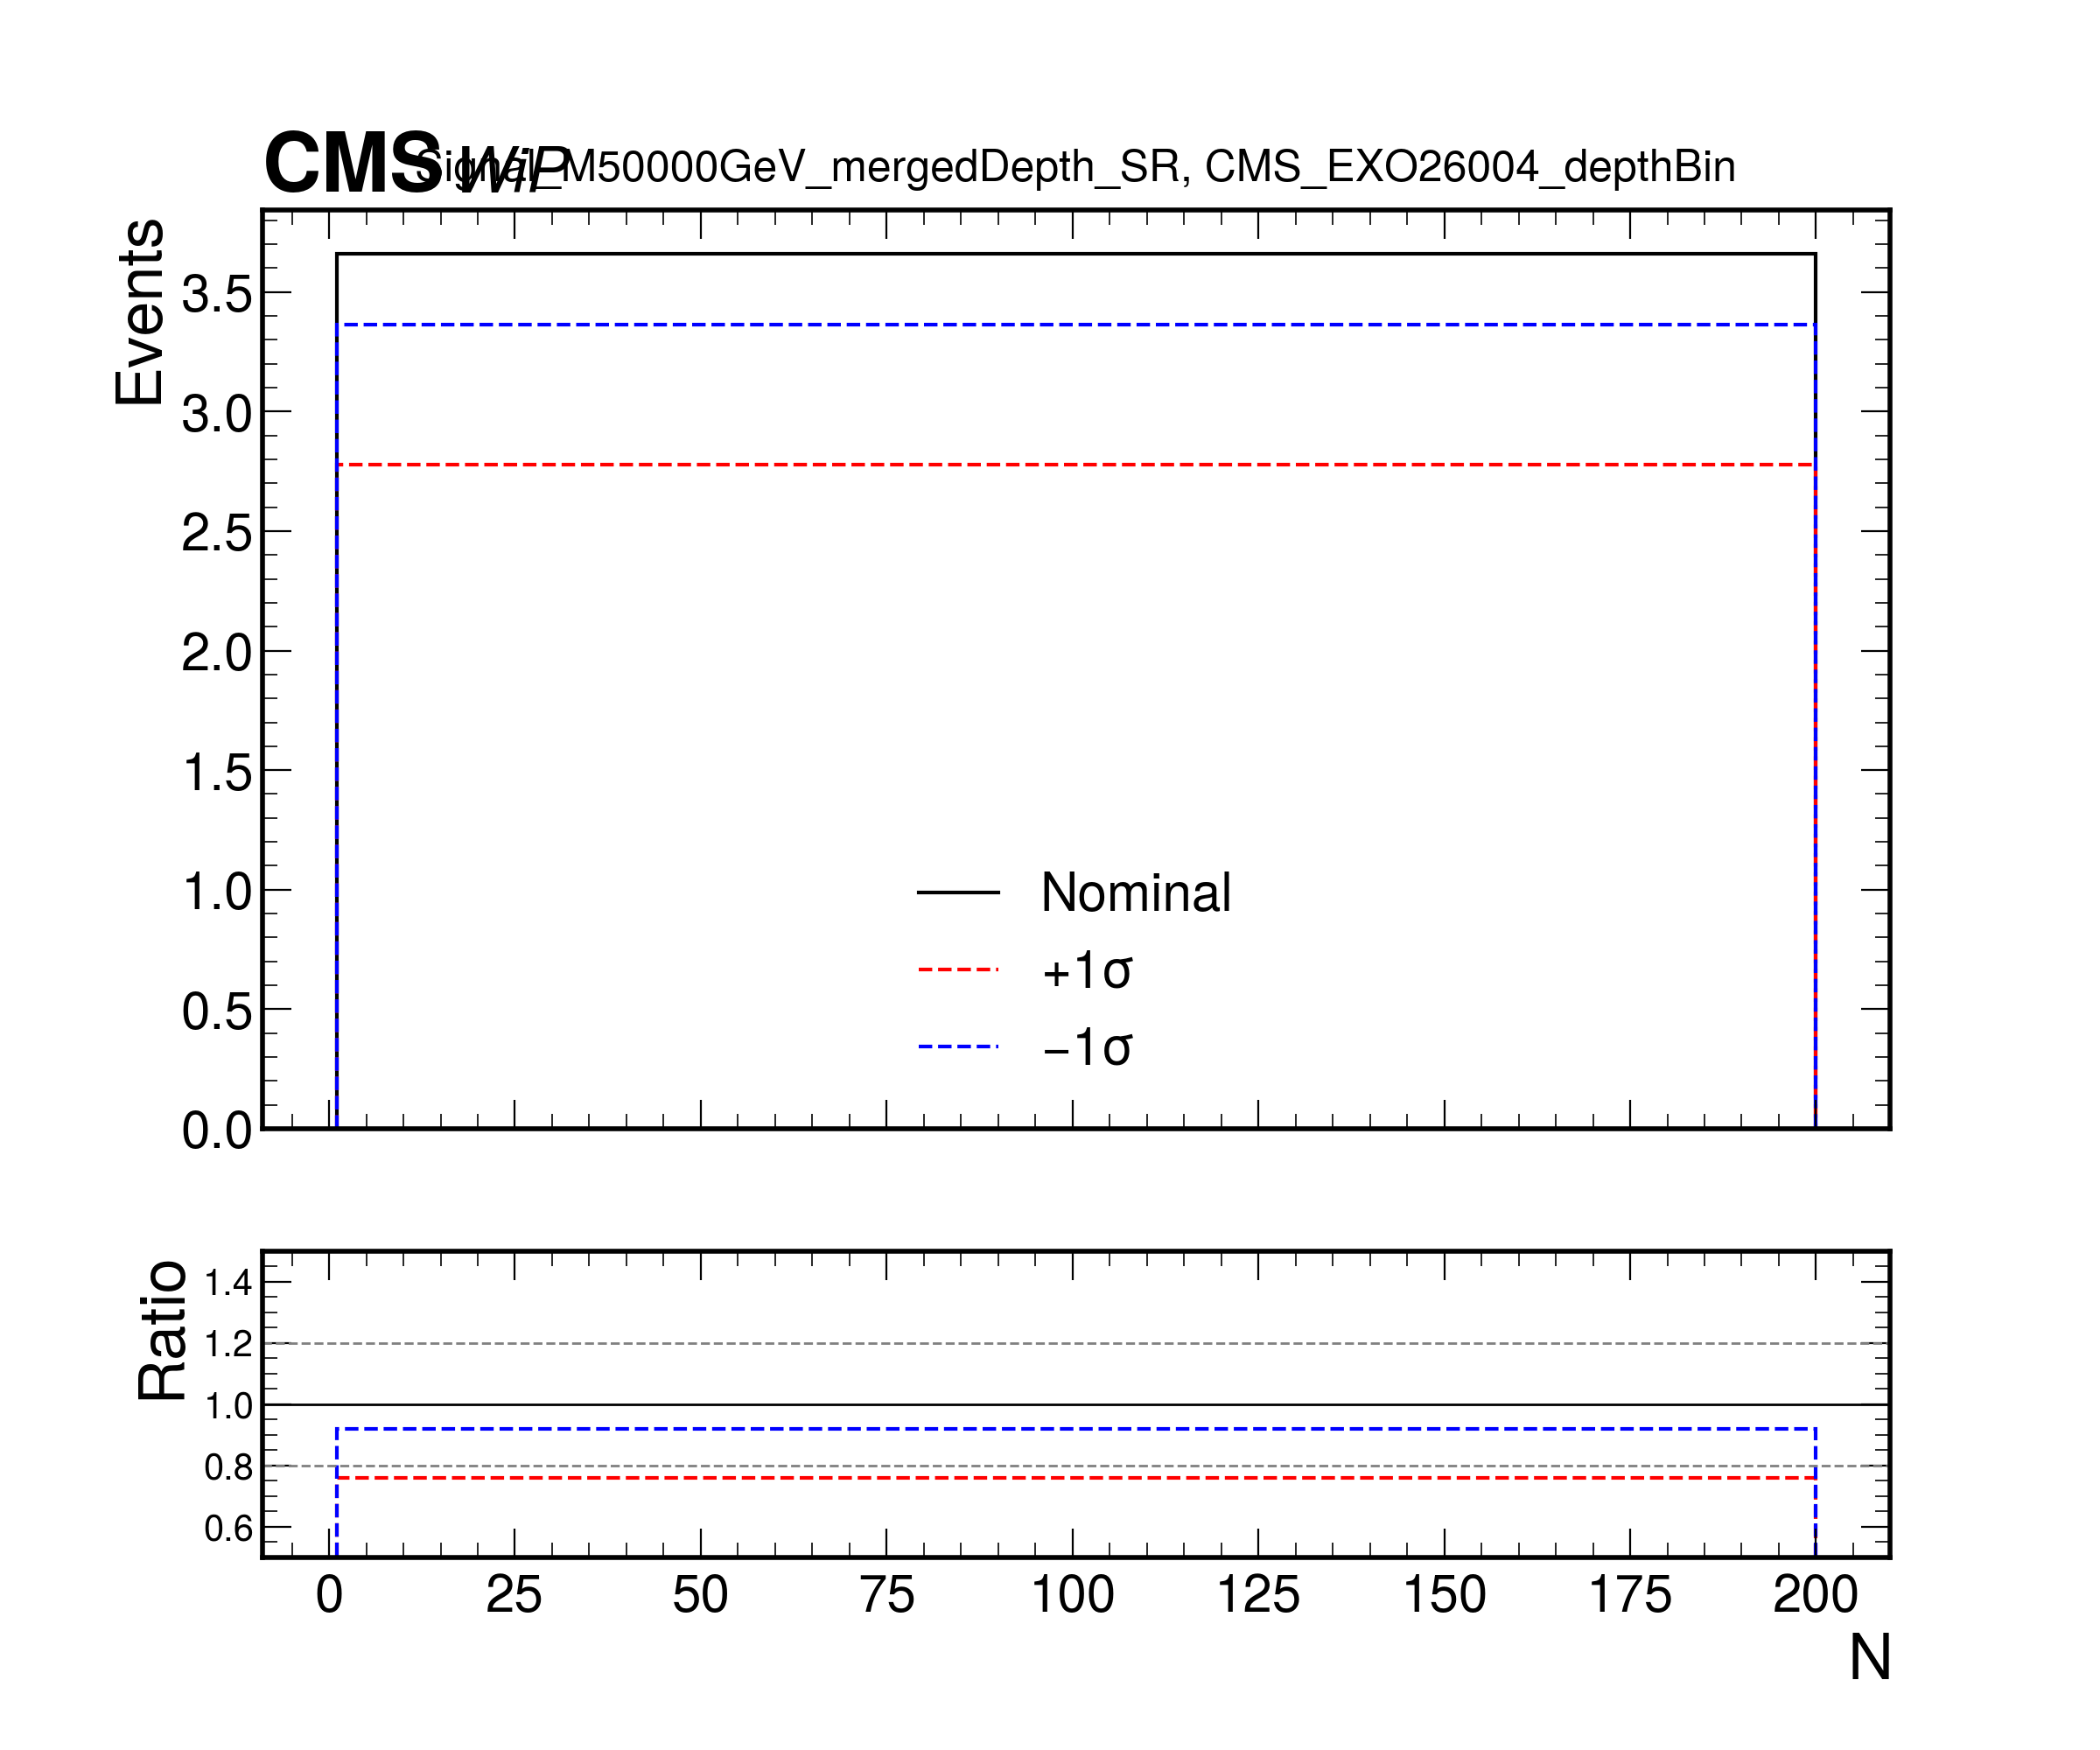 CMS WiP
Signal_M50000GeV_mergedDepth_SR, CMS_EXO26004_depthBin
Events
3.5
3.0
2.5
2.0
1.5
1.0
0.5
0.0
Nominal
+1σ
−1σ
Ratio
1.4
1.2
1.0
0.8
0.6
0 25 50 75 100 125 150 175 200
N